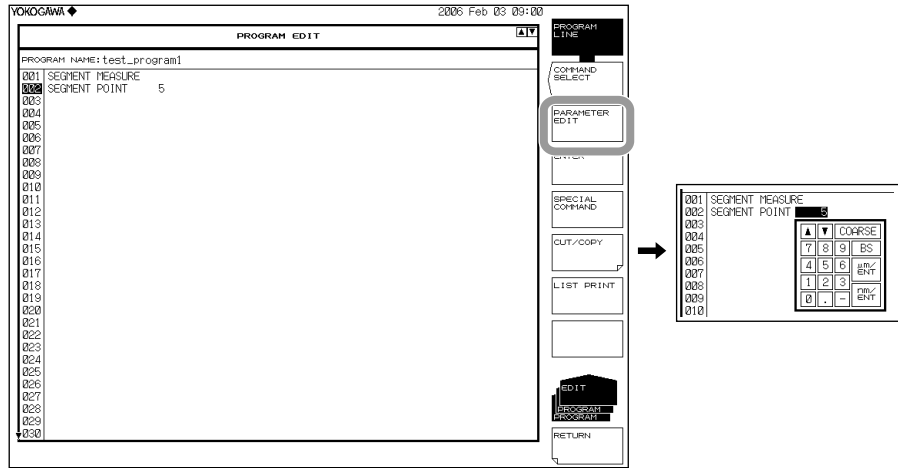 YOKOGAWA ◆ 2006 Feb 03 09:00
PROGRAM EDIT ▲▼
PROGRAM NAME: test_program1
001 SEGMENT MEASURE
002 SEGMENT POINT 5
003
004
005
006
007
008
009
010
011
012
013
014
015
016
017
018
019
020
021
022
023
024
025
026
027
028
029
030
PROGRAM
LINE
COMMAND
SELECT
PARAMETER
EDIT
ENTER
SPECIAL
COMMAND
CUT/COPY
LIST PRINT
EDIT
PROGRAM
PROGRAM
RETURN
001 SEGMENT MEASURE
002 SEGMENT POINT 5
003
004
005
006
007
008
009
010
▲ ▼ COARSE
7 8 9 BS
4 5 6 μm/ENT
1 2 3
0 . - nm/ENT